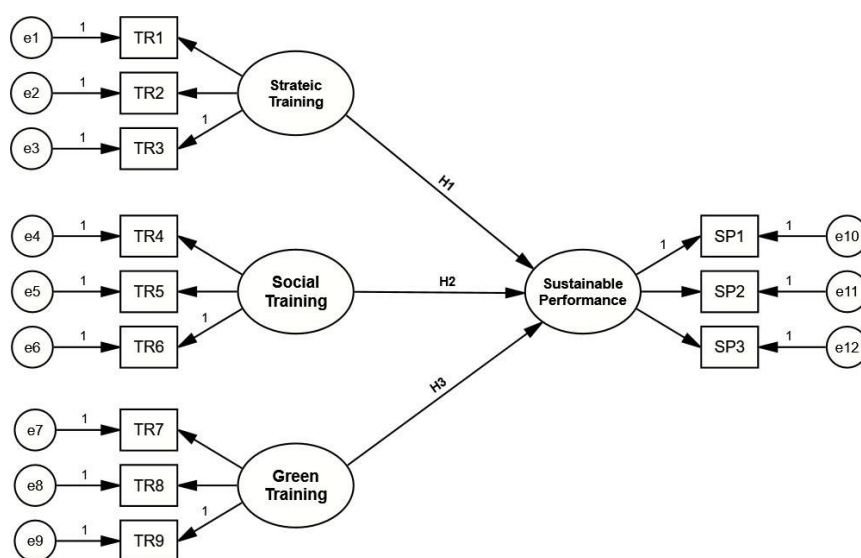 e1 1 TR1
e2 1 TR2
e3 1 TR3
1
Strateic
Training
H1
e4 1 TR4
e5 1 TR5
e6 1 TR6
1
Social
Training
H2
e7 1 TR7
e8 1 TR8
e9 1 TR9
1
Green
Training
H3
Sustainable
Performance
1 SP1 1 e10
SP2 1 e11
SP3 1 e12